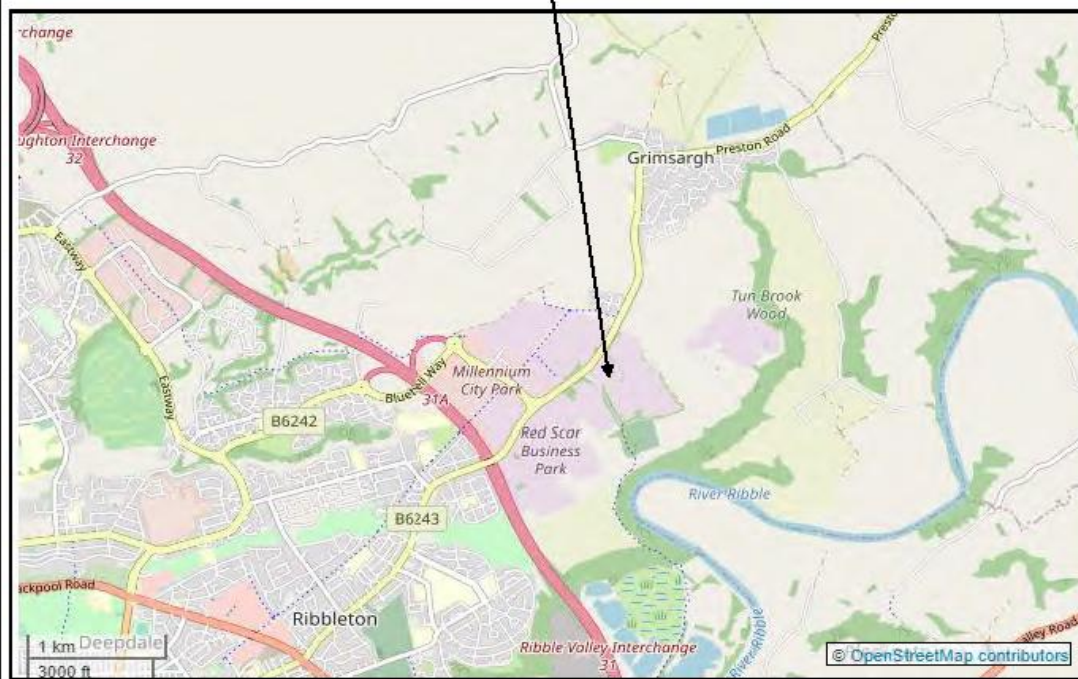 rchange
Presto
ughton Interchange
32
Preston Road
Grimsargh
Eastway
Tun Brook
Wood
Millennium
City Park
Bluebell Way
31A
Eastway
B6242
Red Scar
Business
Park
River Ribble
B6243
ackpool Road
Ribbleton
River Ribble
alley Road
1 km
Deepdale
Ribble Valley Interchange
31
3000 ft
© OpenStreetMap contributors